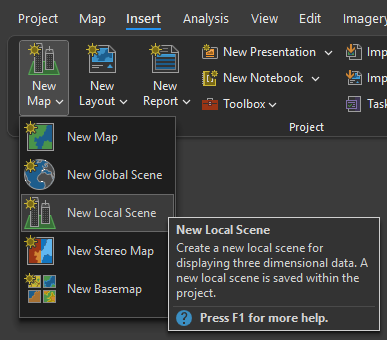 Project Map Insert Analysis View Edit Imagery
New Map
New Layout
New Report
New Presentation
New Notebook
Toolbox
Imp
Imp
Task
Project
New Map
New Global Scene
New Local Scene
New Stereo Map
New Basemap
New Local Scene
Create a new local scene for
displaying three dimensional data. A
new local scene is saved within the
project.
Press F1 for more help.